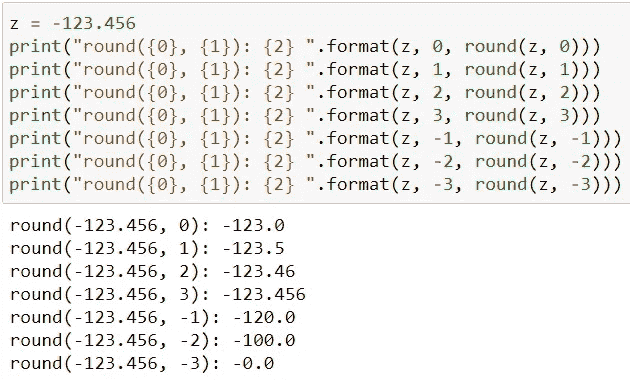 z = -123.456
print("round({0}, {1}): {2} ".format(z, 0, round(z, 0)))
print("round({0}, {1}): {2} ".format(z, 1, round(z, 1)))
print("round({0}, {1}): {2} ".format(z, 2, round(z, 2)))
print("round({0}, {1}): {2} ".format(z, 3, round(z, 3)))
print("round({0}, {1}): {2} ".format(z, -1, round(z, -1)))
print("round({0}, {1}): {2} ".format(z, -2, round(z, -2)))
print("round({0}, {1}): {2} ".format(z, -3, round(z, -3)))
round(-123.456, 0): -123.0
round(-123.456, 1): -123.5
round(-123.456, 2): -123.46
round(-123.456, 3): -123.456
round(-123.456, -1): -120.0
round(-123.456, -2): -100.0
round(-123.456, -3): -0.0